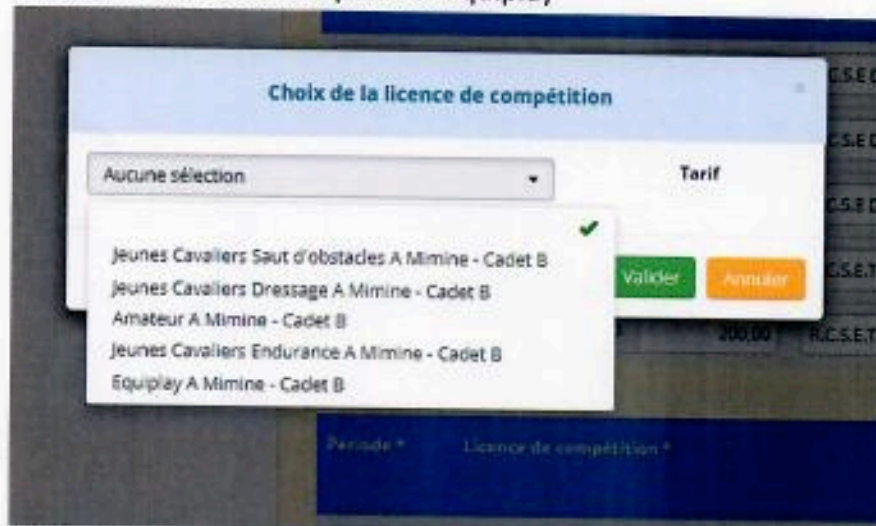 Choix de la licence de compétition
Aucune sélection
Tarif
Jeunes Cavaliers Saut d'obstacles A Mimine - Cadet B
Jeunes Cavaliers Dressage A Mimine - Cadet B
Amateur A Mimine - Cadet B
Jeunes Cavaliers Endurance A Mimine - Cadet B
Equiplay A Mimine - Cadet B
Valider
Annuler
C.S.E D
C.S.E D
C.S.E D
C.S.E.T
200,00
R.C.S.E.T
Periode *
Licence de compétition *